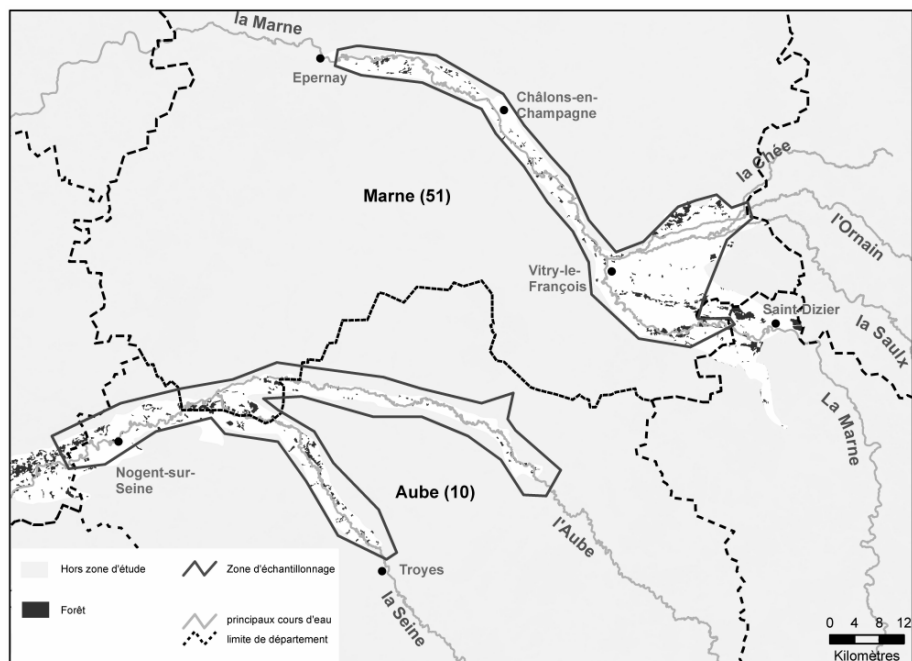 la Marne
Epernay
Châlons-en-
Champagne
la Chée
Marne (51)
l'Ornain
Vitry-le-
François
Saint-Dizier
la Saulx
La Marne
Nogent-sur-
Seine
Aube (10)
l'Aube
Troyes
la Seine
Hors zone d'étude
Zone d'échantillonnage
Forêt
principaux cours d'eau
limite de département
0 4 8 12
Kilomètres